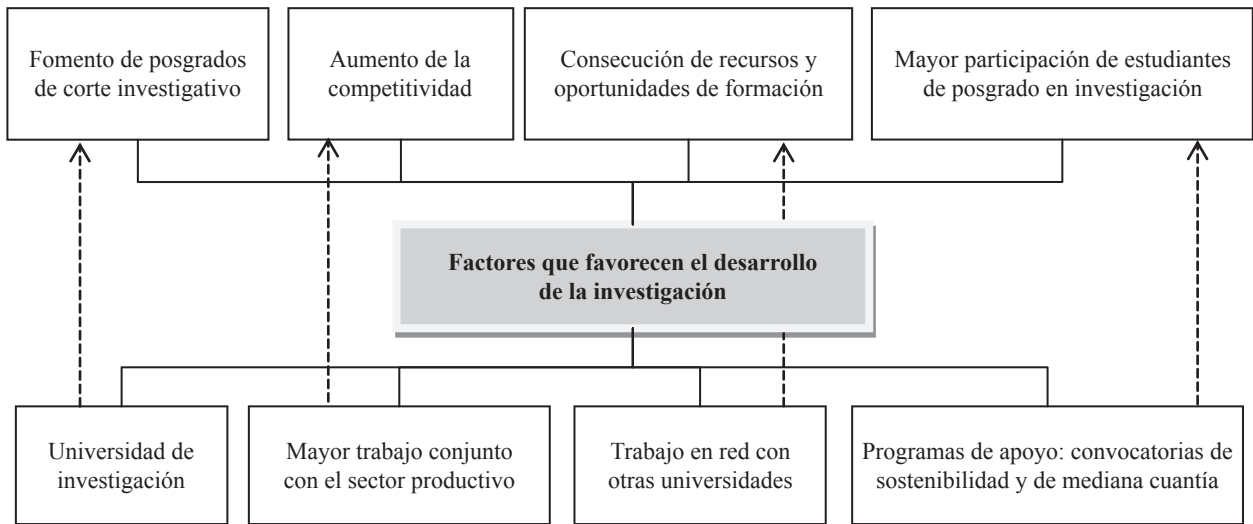 Fomento de posgrados
de corte investigativo
Aumento de la
competitividad
Consecución de recursos y
oportunidades de formación
Mayor participación de estudiantes
de posgrado en investigación
Factores que favorecen el desarrollo
de la investigación
Universidad de
investigación
Mayor trabajo conjunto
con el sector productivo
Trabajo en red con
otras universidades
Programas de apoyo: convocatorias de
sostenibilidad y de mediana cuantía